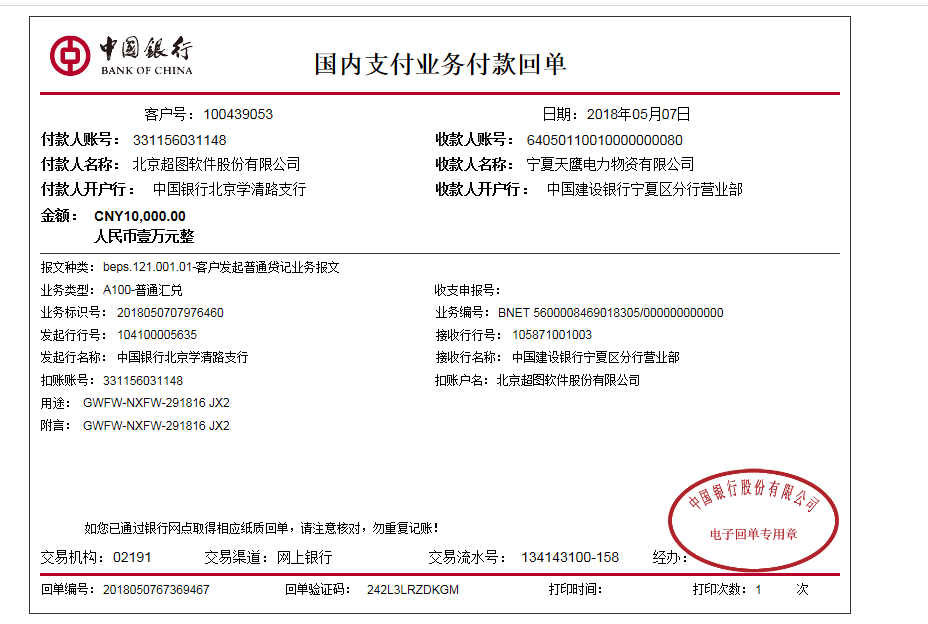 中国银行
BANK OF CHINA
国内支付业务付款回单
客户号：100439053 日期：2018年05月07日
付款人账号：331156031148 收款人账号：64050110010000000080
付款人名称：北京超图软件股份有限公司 收款人名称：宁夏天鹰电力物资有限公司
付款人开户行：中国银行北京学清路支行 收款人开户行：中国建设银行宁夏区分行营业部
金额：CNY10,000.00
人民币壹万元整
报文种类：beps.121.001.01-客户发起普通贷记业务报文
业务类型：A100-普通汇兑 收支申报号：
业务标识号：2018050707976460 业务编号：BNET 5600008469018305/000000000000
发起行行号：104100005635 接收行行号：105871001003
发起行名称：中国银行北京学清路支行 接收行名称：中国建设银行宁夏区分行营业部
扣账账号：331156031148 扣账户名：北京超图软件股份有限公司
用途：GWFW-NXFW-291816 JX2
附言：GWFW-NXFW-291816 JX2
中国银行股份有限公司
电子回单专用章
如您已通过银行网点取得相应纸质回单，请注意核对，勿重复记账！
交易机构：02191 交易渠道：网上银行 交易流水号：134143100-158 经办：
回单编号：2018050767369467 回单验证码：242L3LRZDKGM 打印时间： 打印次数：1 次